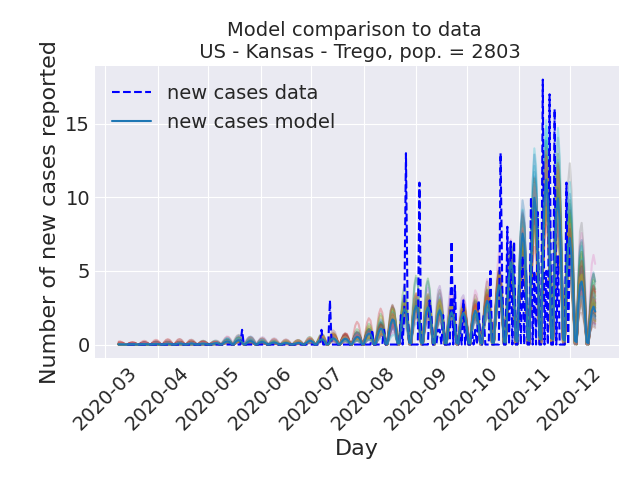 Model comparison to data
US - Kansas - Trego, pop. = 2803
Number of new cases reported
new cases data
new cases model
15
10
5
0
2020-03
2020-04
2020-05
2020-06
2020-07
2020-08
2020-09
2020-10
2020-11
2020-12
Day